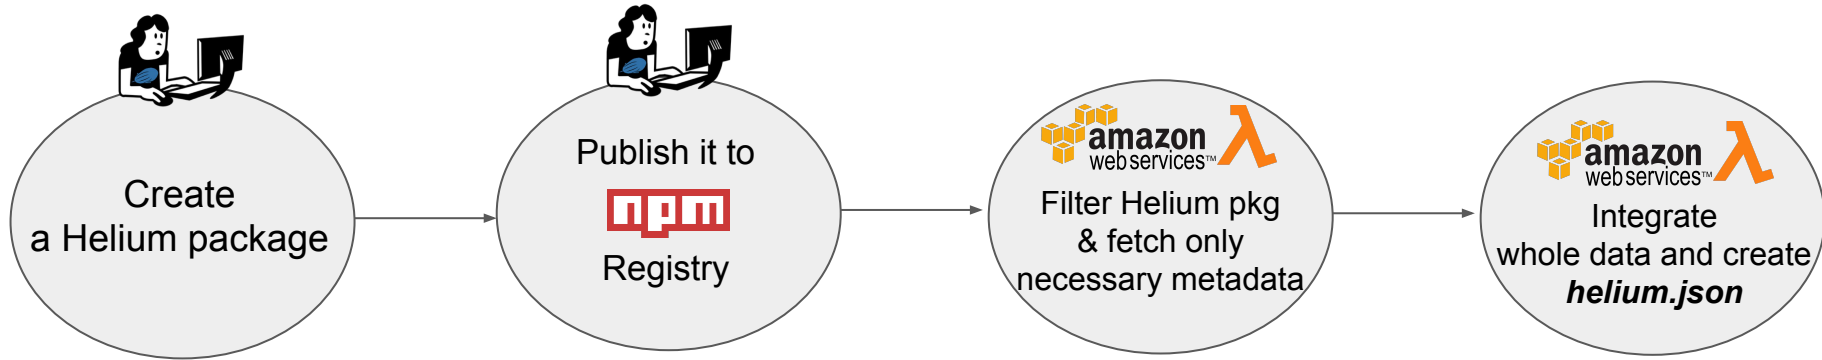 Create
a Helium package
Publish it to
npm
Registry
amazon
webservices™
Filter Helium pkg
& fetch only
necessary metadata
amazon
webservices™
Integrate
whole data and create
helium.json